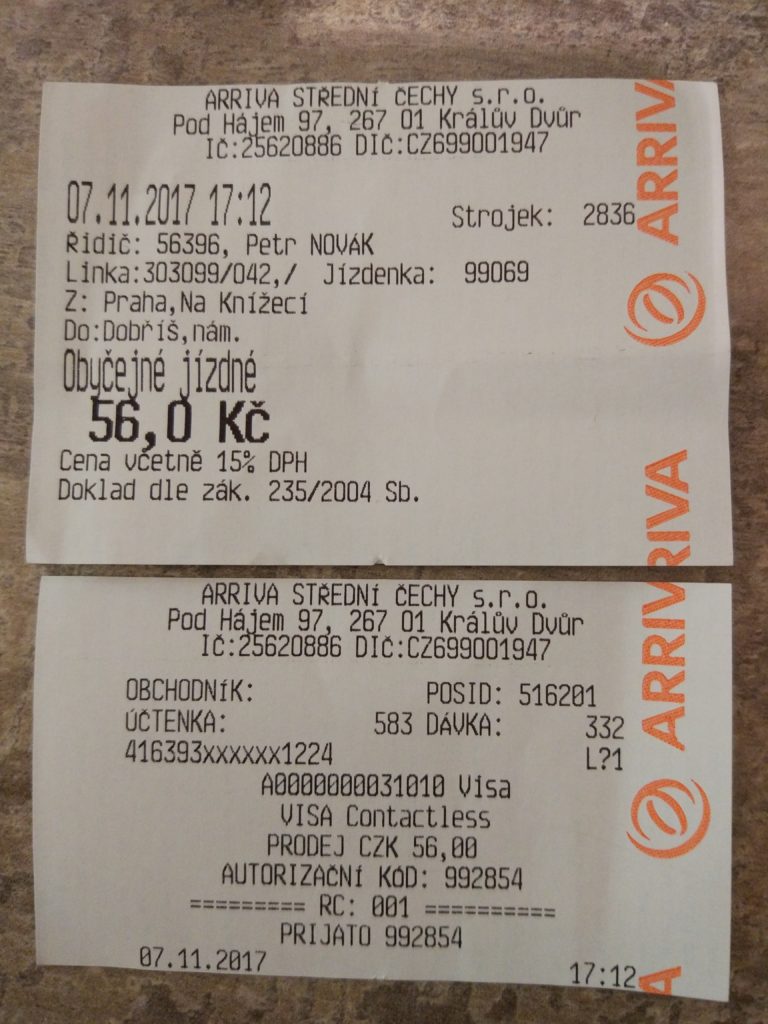 ARRIVA STŘEDNÍ ČECHY s.r.o.
Pod Hájem 97, 267 01 Králův Dvůr
IČ:25620886 DIČ:CZ699001947
07.11.2017 17:12 Strojek: 2836
Řidič: 56396, Petr NOVÁK
Linka:303099/042,/ Jízdenka: 99069
Z: Praha,Na Knížecí
Do:Dobříš,nám.
Obyčejné jízdné
56,0 Kč
Cena včetně 15% DPH
Doklad dle zák. 235/2004 Sb.
ARRIVA
ARRIVA
ARRIVA STŘEDNÍ ČECHY s.r.o.
Pod Hájem 97, 267 01 Králův Dvůr
IČ:25620886 DIČ:CZ699001947
OBCHODNÍK: POSID: 516201
ÚČTENKA: 583 DÁVKA: 332
416393xxxxxx1224 L?1
A0000000031010 Visa
VISA Contactless
PRODEJ CZK 56,00
AUTORIZAČNÍ KÓD: 992854
========= RC: 001 ==========
PRIJATO 992854
07.11.2017 17:12
ARRIVA
A